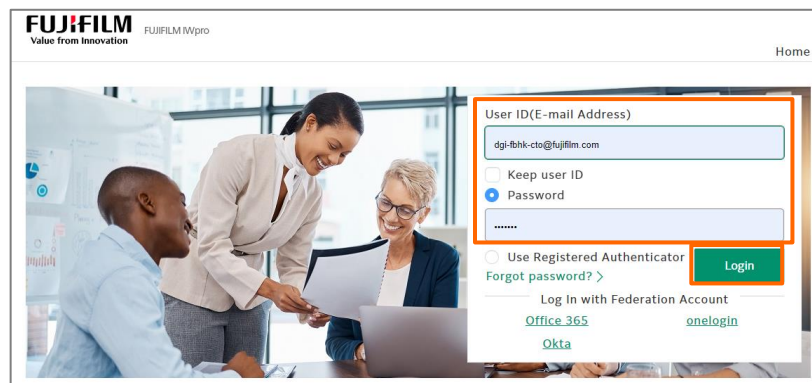 FUJIFILM
Value from Innovation
FUJIFILM IWpro
Home
User ID(E-mail Address)
dgi-fbhk-cto@fujifilm.com
Keep user ID
Password
.......
Use Registered Authenticator
Forgot password? >
Login
Log In with Federation Account
Office 365
onelogin
Okta